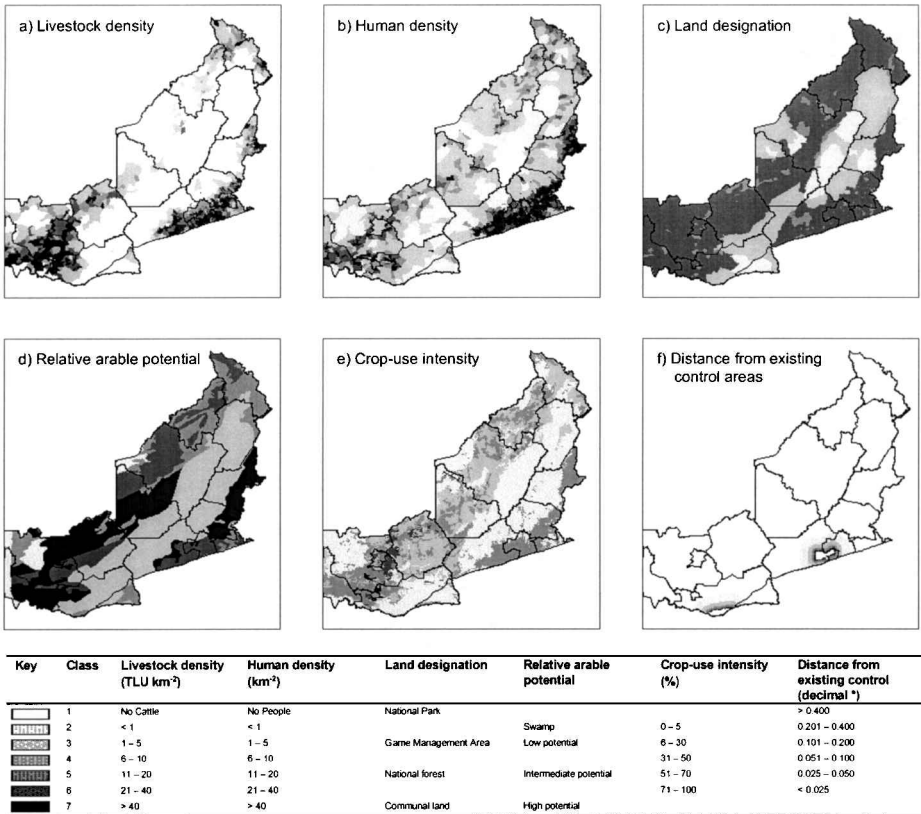 a) Livestock density
b) Human density
c) Land designation
d) Relative arable potential
e) Crop-use intensity
f) Distance from existing
control areas
Key Class Livestock density Human density Land designation Relative arable Crop-use intensity Distance from
(TLU km-2) (km-2) potential (%) existing control
(decimal °)
1 No Cattle No People National Park > 0.400
2 < 1 < 1 Swamp 0 – 5 0.201 – 0.400
3 1 – 5 1 – 5 Game Management Area Low potential 6 – 30 0.101 – 0.200
4 6 – 10 6 – 10 31 – 50 0.051 – 0.100
5 11 – 20 11 – 20 National forest Intermediate potential 51 – 70 0.025 – 0.050
6 21 – 40 21 – 40 71 – 100 < 0.025
7 > 40 > 40 Communal land High potential